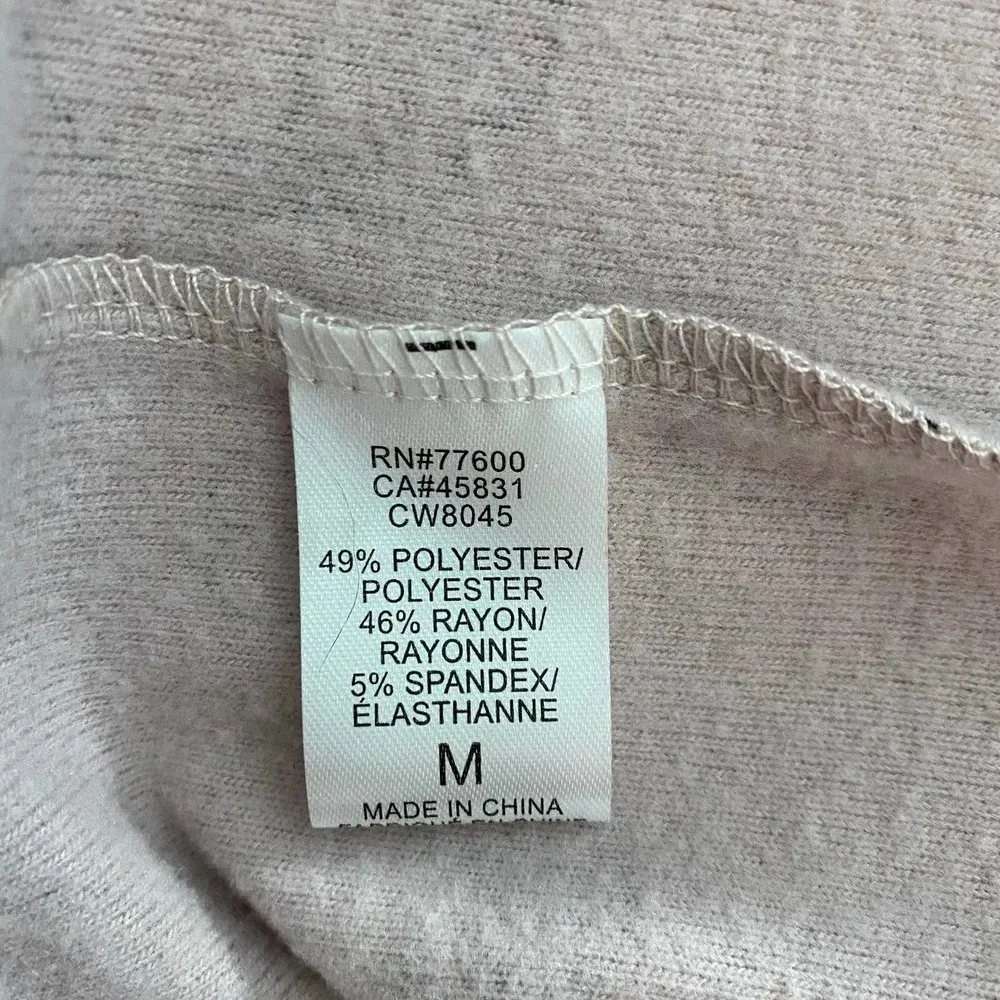 RN#77600
CA#45831
CW8045
49% POLYESTER/
POLYESTER
46% RAYON/
RAYONNE
5% SPANDEX/
ÉLASTHANNE
M
MADE IN CHINA